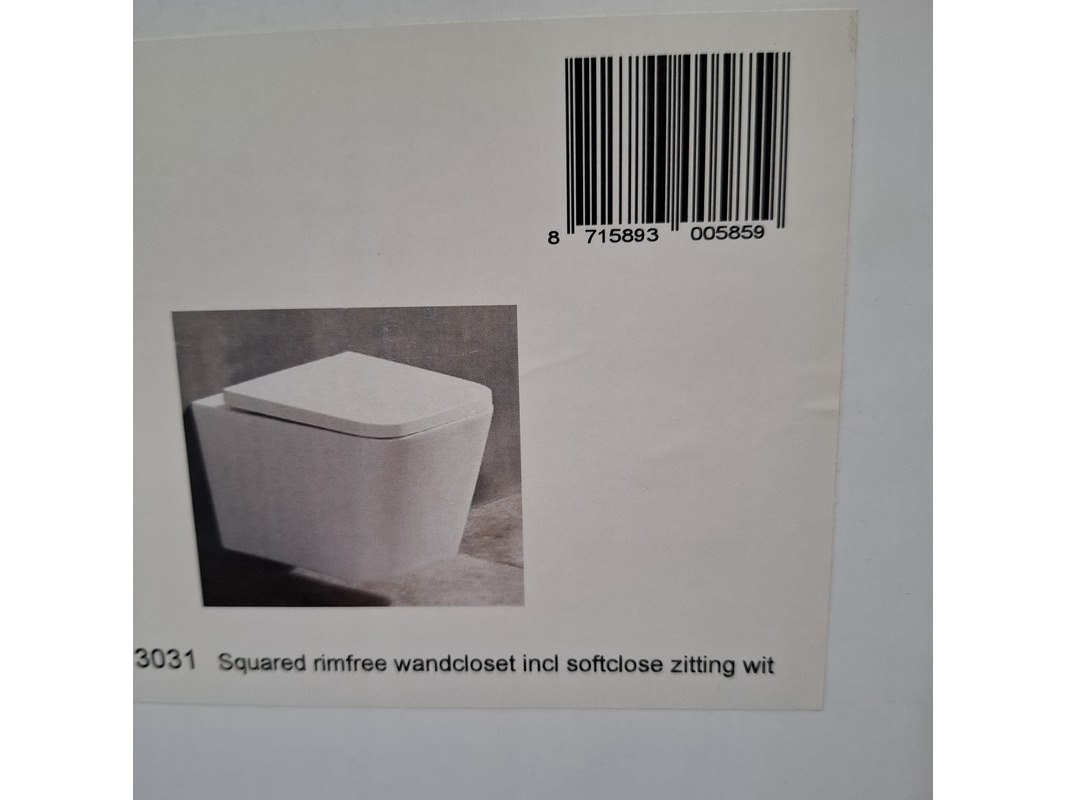 8 715893 005859
3031 Squared rimfree wandcloset incl softclose zitting wit